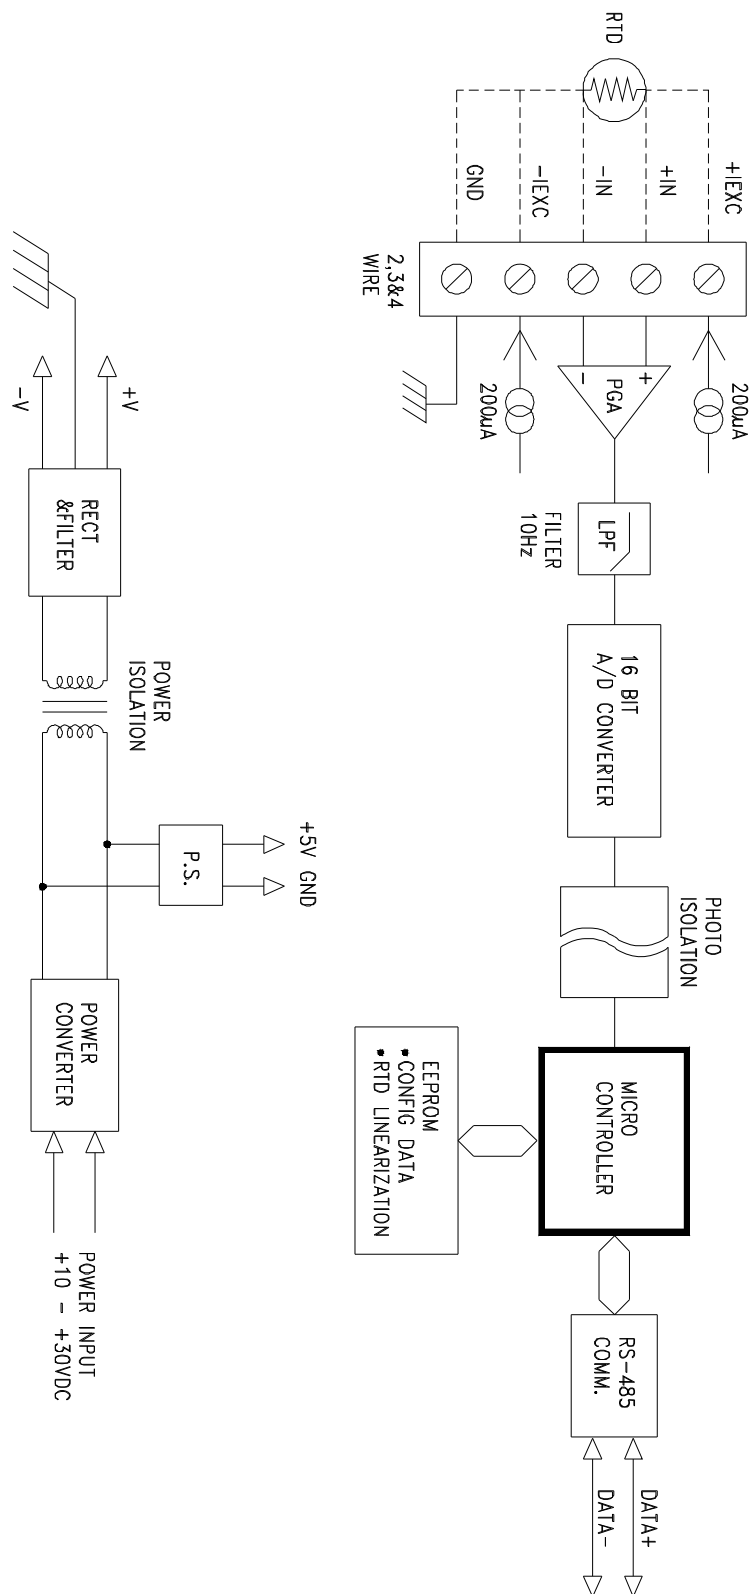 RTD
+IEXC
+IN
-IN
-IEXC
GND
2,3&4
WIRE
200uA
+
-
PGA
200uA
LPF
FILTER
10Hz
16 BIT
A/D CONVERTER
PHOTO
ISOLATION
MICRO
CONTROLLER
EEPROM
• CONFIG DATA
• RTD LINEARIZATION
RS-485
COMM.
DATA+
DATA-
+V
-V
RECT
&FILTER
POWER
ISOLATION
+5V GND
P.S.
POWER
CONVERTER
POWER INPUT
+10 - +30VDC